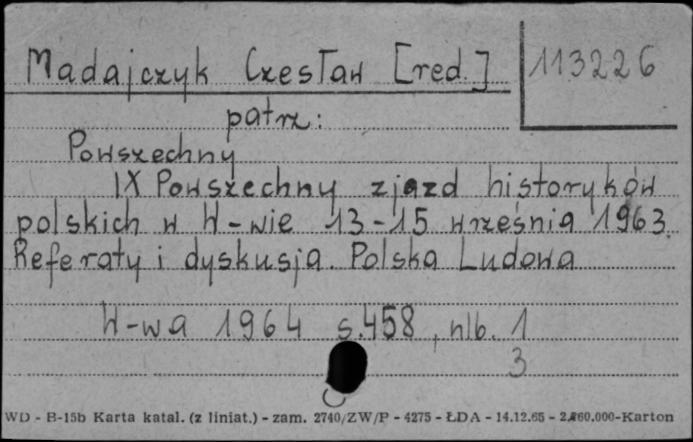 Madajczyk Czesław [red.] 113226
patrz:
Powszechny
IX Powszechny zjazd historyków
polskich w W-wie 13-15 września 1963.
Referaty i dyskusja. Polska Ludowa
W-wa 1964 s. 458, nlb. 1
3
WD - B-15b Karta katal. (z liniat.) - zam. 2740/ZW/P - 4275 - ŁDA - 14.12.65 - 2.860.000-Karton